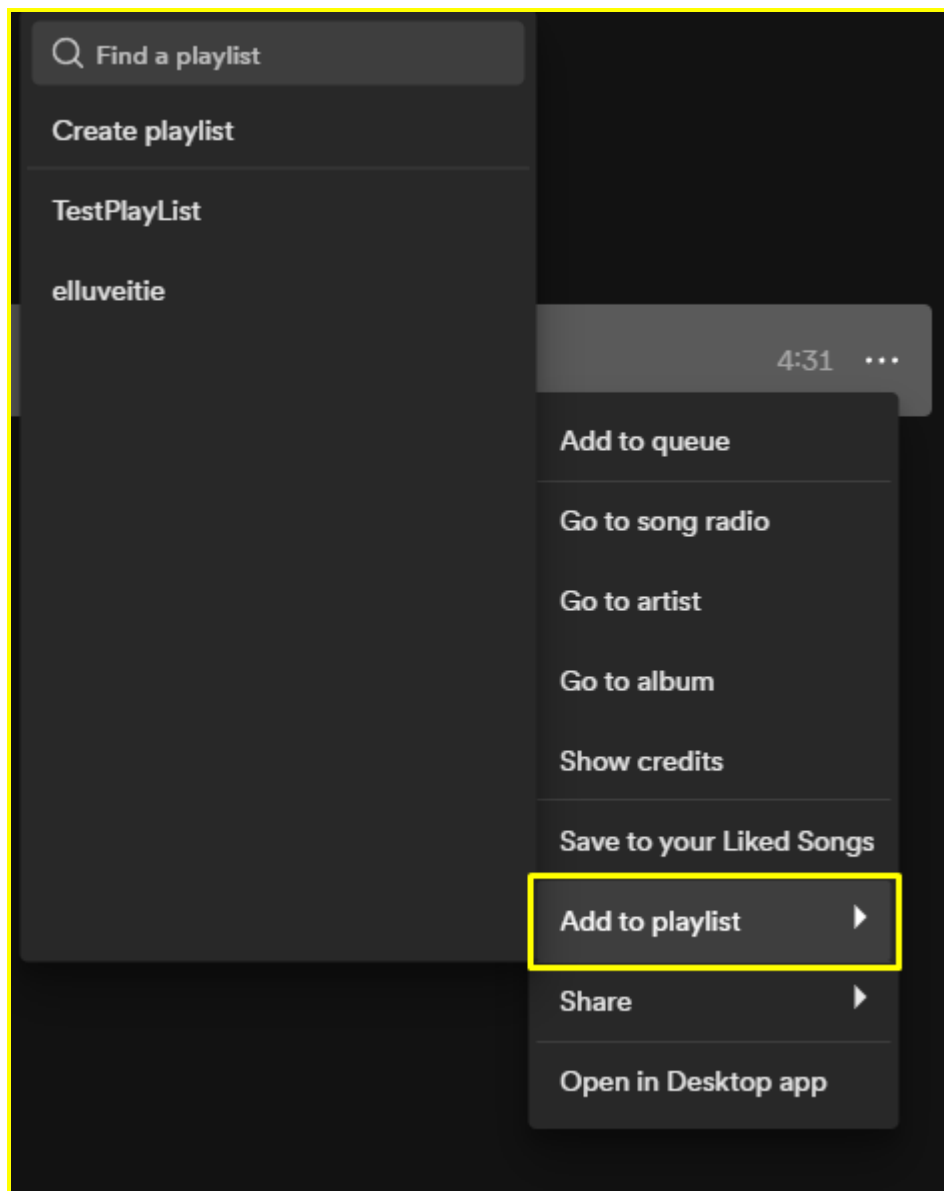 Find a playlist
Create playlist
TestPlayList
elluveitie
4:31
Add to queue
Go to song radio
Go to artist
Go to album
Show credits
Save to your Liked Songs
Add to playlist
Share
Open in Desktop app